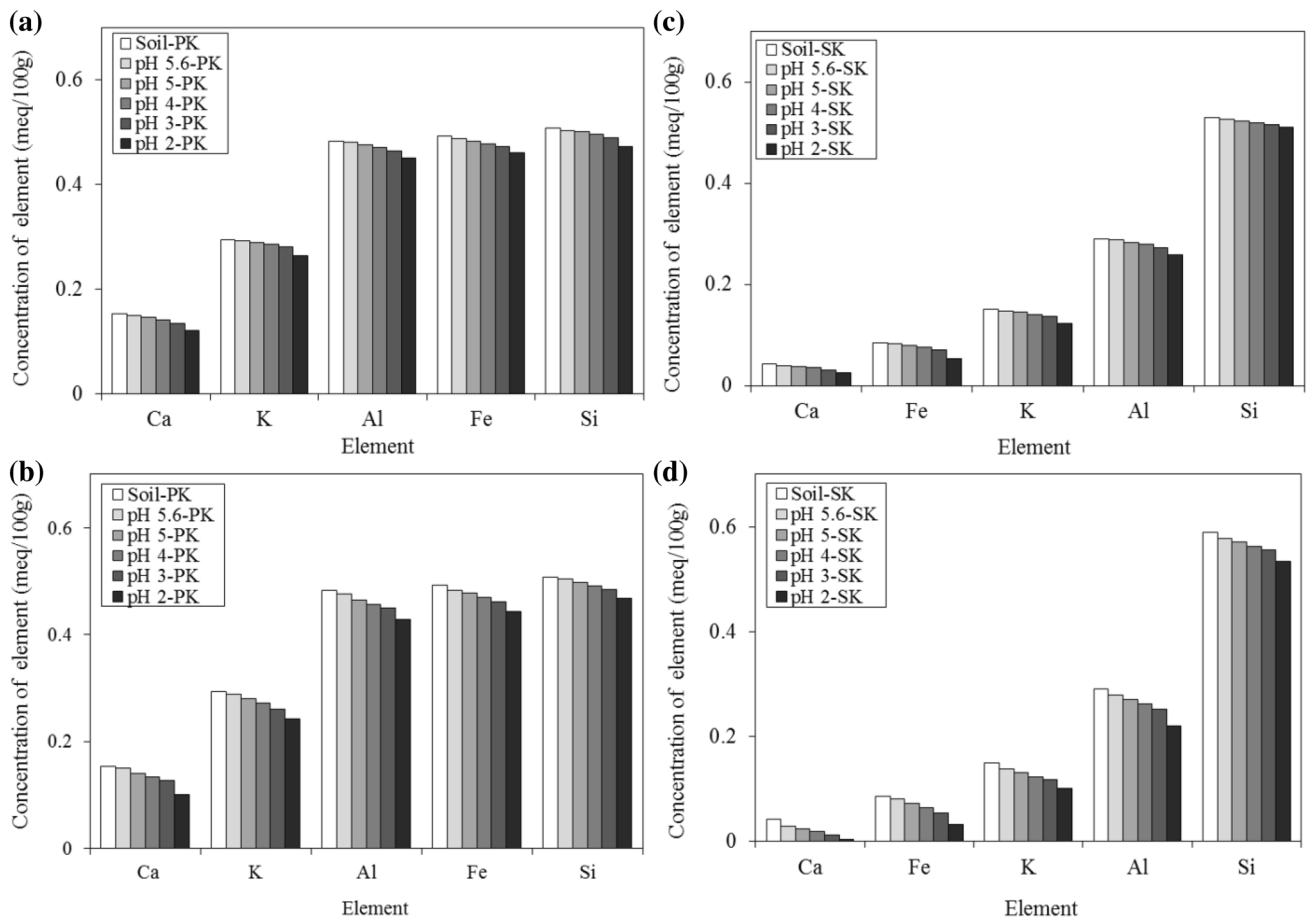 (a)
Concentration of element (meq/100g)
0.6
0.4
0.2
0
Soil-PK
pH 5.6-PK
pH 5-PK
pH 4-PK
pH 3-PK
pH 2-PK
Ca K Al Fe Si
Element
(c)
Concentration of element (meq/100g)
0.6
0.4
0.2
0
Soil-SK
pH 5.6-SK
pH 5-SK
pH 4-SK
pH 3-SK
pH 2-SK
Ca Fe K Al Si
Element
(b)
Concentration of element (meq/100g)
0.6
0.4
0.2
0
Soil-PK
pH 5.6-PK
pH 5-PK
pH 4-PK
pH 3-PK
pH 2-PK
Ca K Al Fe Si
Element
(d)
Concentration of element (meq/100g)
0.6
0.4
0.2
0
Soil-SK
pH 5.6-SK
pH 5-SK
pH 4-SK
pH 3-SK
pH 2-SK
Ca Fe K Al Si
Element